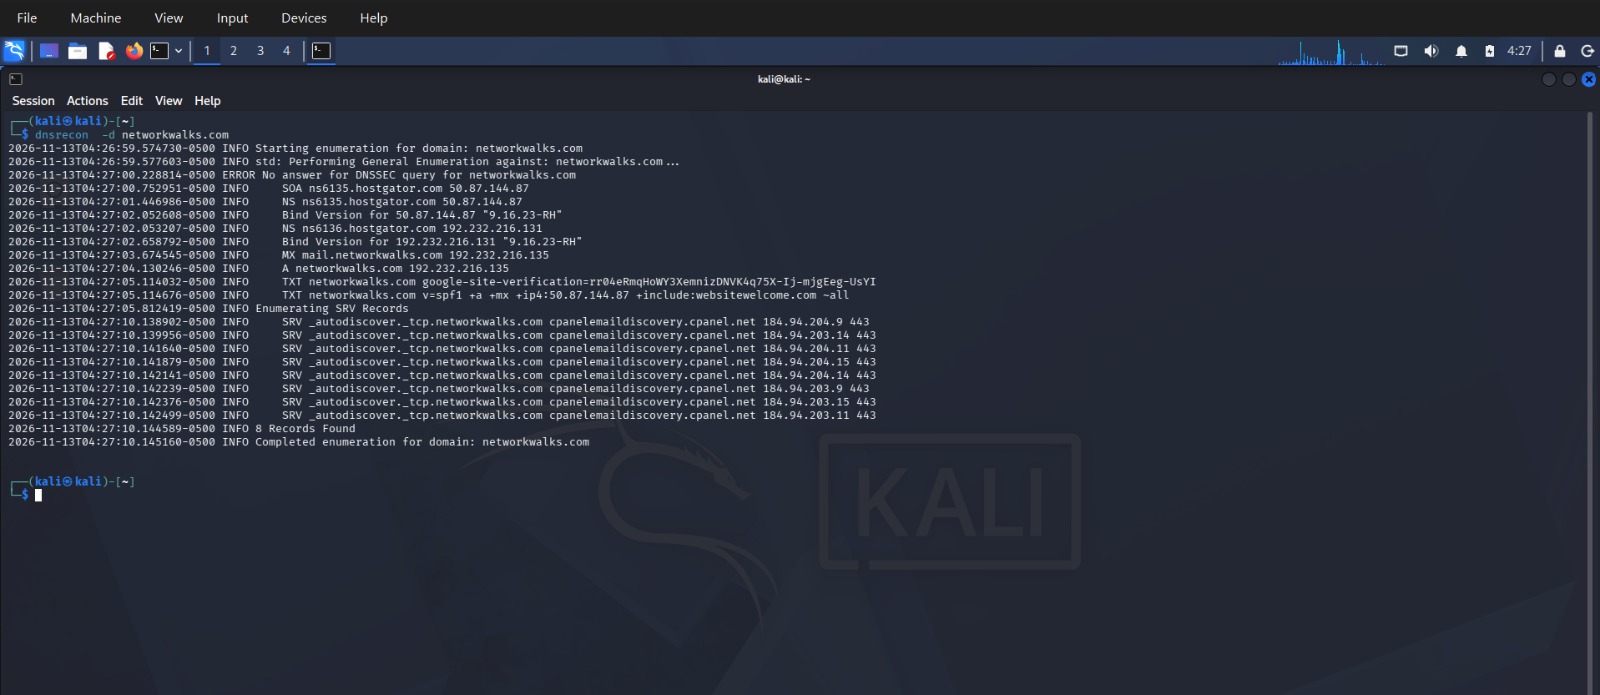 File Machine View Input Devices Help
1 2 3 4 4:27
kali@kali: ~
Session Actions Edit View Help
┌──(kali㉿kali)-[~]
└─$ dnsrecon -d networkwalks.com
2026-11-13T04:26:59.574730-0500 INFO Starting enumeration for domain: networkwalks.com
2026-11-13T04:26:59.577603-0500 INFO std: Performing General Enumeration against: networkwalks.com...
2026-11-13T04:27:00.228814-0500 ERROR No answer for DNSSEC query for networkwalks.com
2026-11-13T04:27:00.752951-0500 INFO SOA ns6135.hostgator.com 50.87.144.87
2026-11-13T04:27:01.446986-0500 INFO NS ns6135.hostgator.com 50.87.144.87
2026-11-13T04:27:02.052608-0500 INFO Bind Version for 50.87.144.87 "9.16.23-RH"
2026-11-13T04:27:02.053207-0500 INFO NS ns6136.hostgator.com 192.232.216.131
2026-11-13T04:27:02.658792-0500 INFO Bind Version for 192.232.216.131 "9.16.23-RH"
2026-11-13T04:27:03.674545-0500 INFO MX mail.networkwalks.com 192.232.216.135
2026-11-13T04:27:04.130246-0500 INFO A networkwalks.com 192.232.216.135
2026-11-13T04:27:05.114032-0500 INFO TXT networkwalks.com google-site-verification=rr04eRmqHoWY3XemnizDNVK4q75X-Ij-mjgEeg-UsYI
2026-11-13T04:27:05.114676-0500 INFO TXT networkwalks.com v=spf1 +a +mx +ip4:50.87.144.87 +include:websitewelcome.com ~all
2026-11-13T04:27:05.812419-0500 INFO Enumerating SRV Records
2026-11-13T04:27:10.138902-0500 INFO SRV _autodiscover._tcp.networkwalks.com cpanelemaildiscovery.cpanel.net 184.94.204.9 443
2026-11-13T04:27:10.139956-0500 INFO SRV _autodiscover._tcp.networkwalks.com cpanelemaildiscovery.cpanel.net 184.94.203.14 443
2026-11-13T04:27:10.141640-0500 INFO SRV _autodiscover._tcp.networkwalks.com cpanelemaildiscovery.cpanel.net 184.94.204.11 443
2026-11-13T04:27:10.141879-0500 INFO SRV _autodiscover._tcp.networkwalks.com cpanelemaildiscovery.cpanel.net 184.94.204.15 443
2026-11-13T04:27:10.142141-0500 INFO SRV _autodiscover._tcp.networkwalks.com cpanelemaildiscovery.cpanel.net 184.94.204.14 443
2026-11-13T04:27:10.142239-0500 INFO SRV _autodiscover._tcp.networkwalks.com cpanelemaildiscovery.cpanel.net 184.94.203.9 443
2026-11-13T04:27:10.142376-0500 INFO SRV _autodiscover._tcp.networkwalks.com cpanelemaildiscovery.cpanel.net 184.94.203.15 443
2026-11-13T04:27:10.142499-0500 INFO SRV _autodiscover._tcp.networkwalks.com cpanelemaildiscovery.cpanel.net 184.94.203.11 443
2026-11-13T04:27:10.144589-0500 INFO 8 Records Found
2026-11-13T04:27:10.145160-0500 INFO Completed enumeration for domain: networkwalks.com
┌──(kali㉿kali)-[~]
└─$
KALI